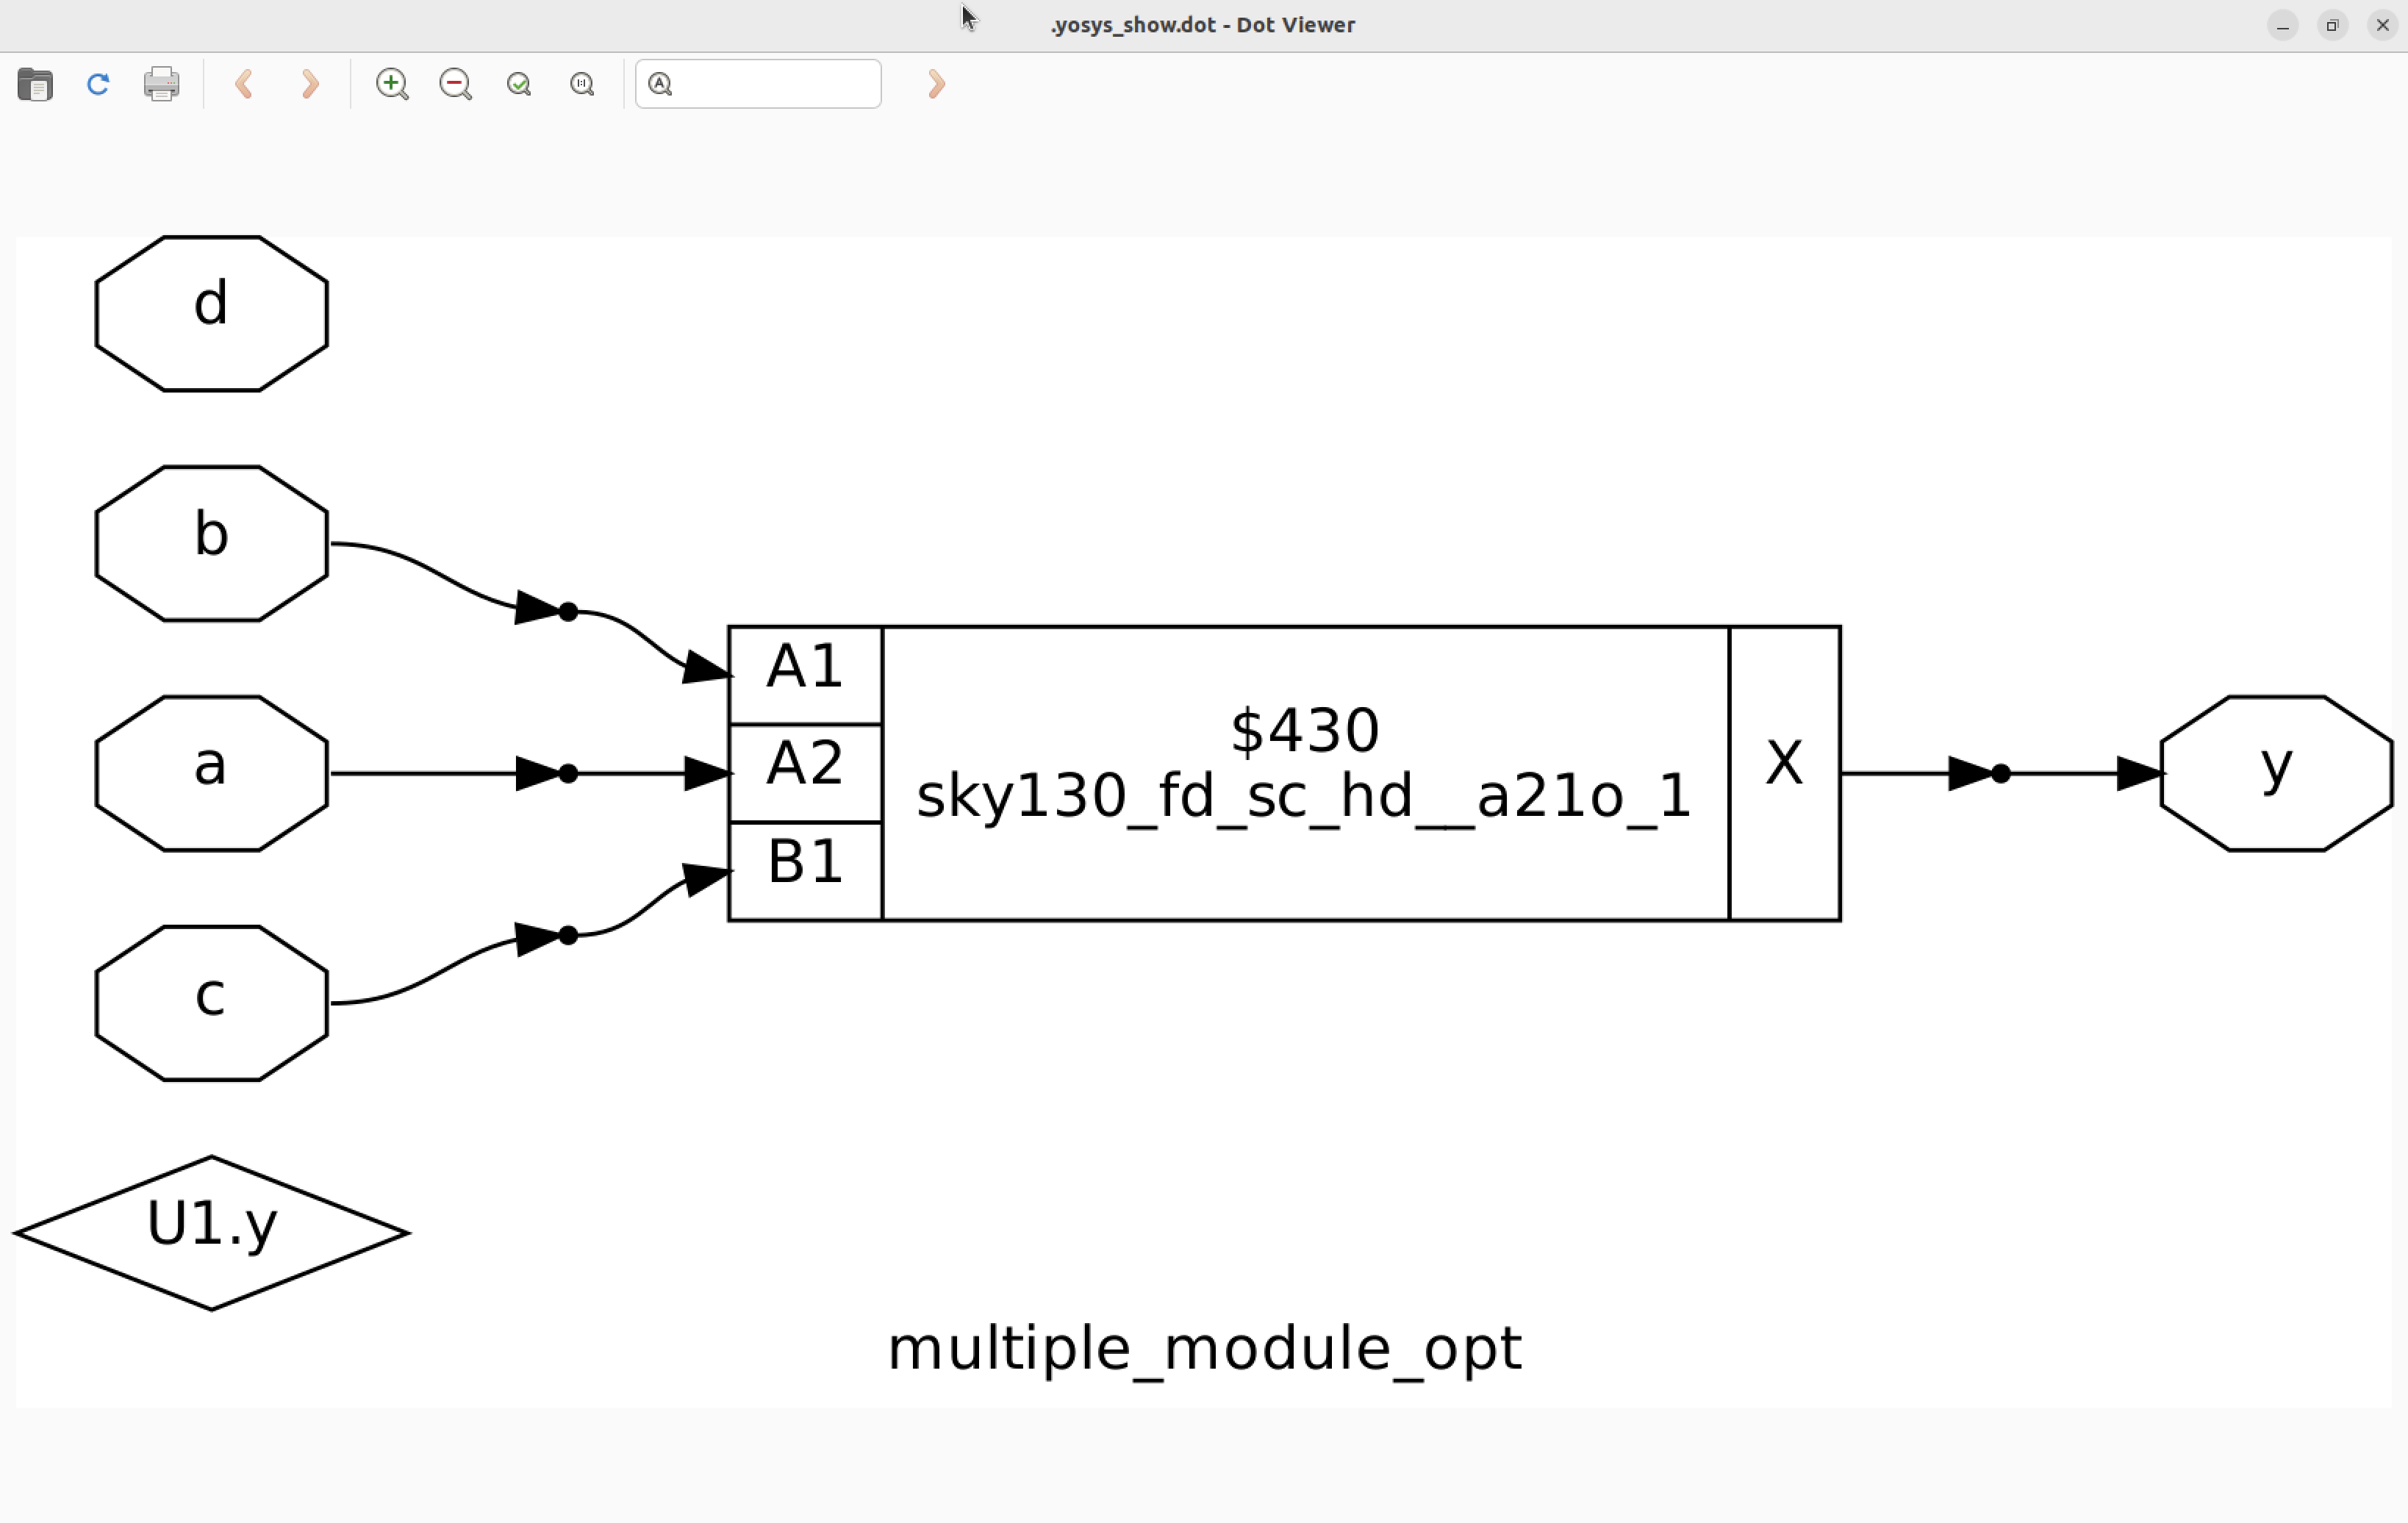 .yosys_show.dot - Dot Viewer
d
b
a
c
U1.y
A1
A2
B1
$430
sky130_fd_sc_hd__a21o_1
X
y
multiple_module_opt